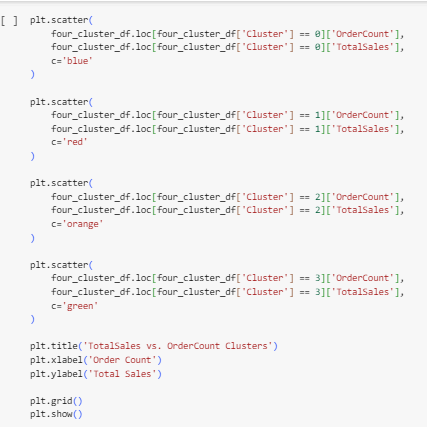 [ ] plt.scatter(
    four_cluster_df.loc[four_cluster_df['Cluster'] == 0]['OrderCount'],
    four_cluster_df.loc[four_cluster_df['Cluster'] == 0]['TotalSales'],
    c='blue'
)
plt.scatter(
    four_cluster_df.loc[four_cluster_df['Cluster'] == 1]['OrderCount'],
    four_cluster_df.loc[four_cluster_df['Cluster'] == 1]['TotalSales'],
    c='red'
)
plt.scatter(
    four_cluster_df.loc[four_cluster_df['Cluster'] == 2]['OrderCount'],
    four_cluster_df.loc[four_cluster_df['Cluster'] == 2]['TotalSales'],
    c='orange'
)
plt.scatter(
    four_cluster_df.loc[four_cluster_df['Cluster'] == 3]['OrderCount'],
    four_cluster_df.loc[four_cluster_df['Cluster'] == 3]['TotalSales'],
    c='green'
)
plt.title('TotalSales vs. OrderCount Clusters')
plt.xlabel('Order Count')
plt.ylabel('Total Sales')
plt.grid()
plt.show()